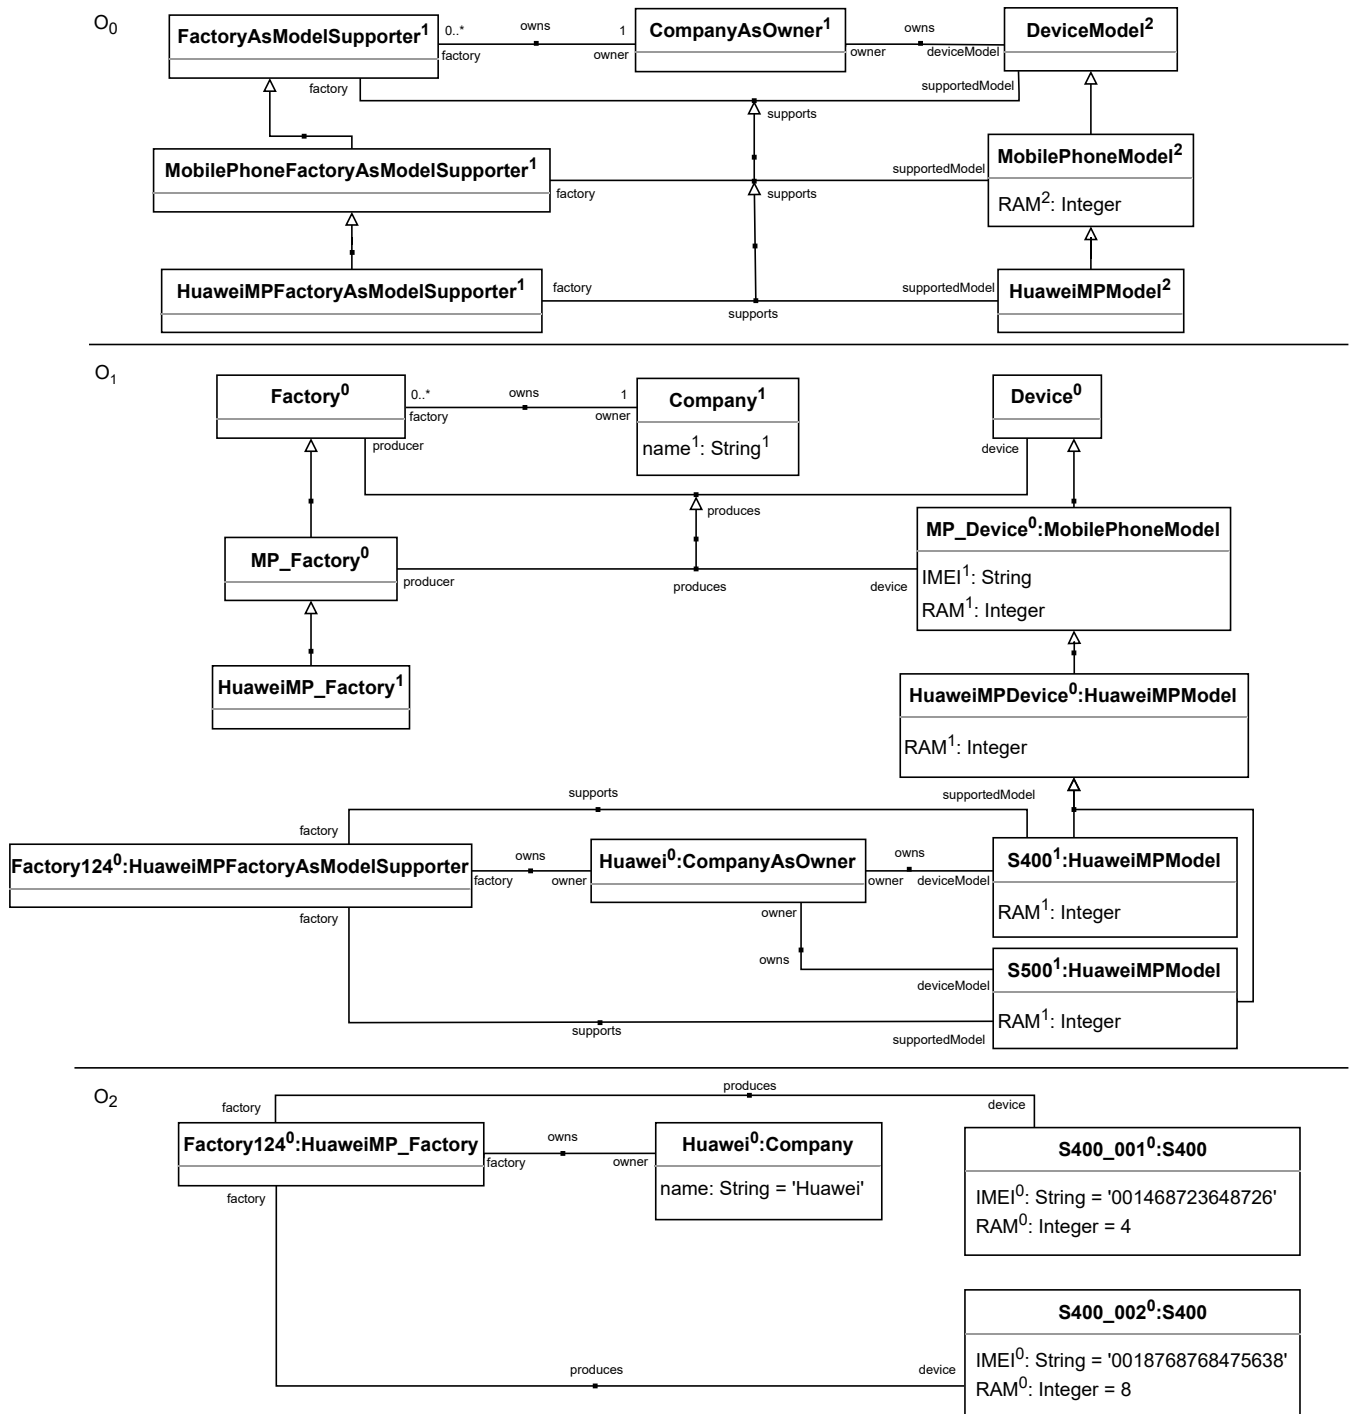 O₀
FactoryAsModelSupporter¹
0..*
owns
1
factory
owner
CompanyAsOwner¹
owns
owner
deviceModel
DeviceModel²
factory
supportedModel
supports
MobilePhoneFactoryAsModelSupporter¹
factory
supportedModel
supports
MobilePhoneModel²
RAM²: Integer
HuaweiMPFactoryAsModelSupporter¹
factory
supportedModel
supports
HuaweiMPModel²
O₁
Factory⁰
0..*
owns
1
factory
owner
Company¹
name¹: String¹
Device⁰
producer
device
produces
MP_Factory⁰
producer
produces
device
MP_Device⁰:MobilePhoneModel
IMEI¹: String
RAM¹: Integer
HuaweiMP_Factory¹
HuaweiMPDevice⁰:HuaweiMPModel
RAM¹: Integer
supports
supportedModel
factory
Factory124⁰:HuaweiMPFactoryAsModelSupporter
owns
factory
owner
Huawei⁰:CompanyAsOwner
owns
owner
deviceModel
S400¹:HuaweiMPModel
RAM¹: Integer
factory
owner
owns
deviceModel
S500¹:HuaweiMPModel
RAM¹: Integer
supports
supportedModel
O₂
produces
factory
device
Factory124⁰:HuaweiMP_Factory
owns
factory
owner
Huawei⁰:Company
name: String = 'Huawei'
S400_001⁰:S400
IMEI⁰: String = '001468723648726'
RAM⁰: Integer = 4
factory
S400_002⁰:S400
IMEI⁰: String = '0018768768475638'
RAM⁰: Integer = 8
produces
device